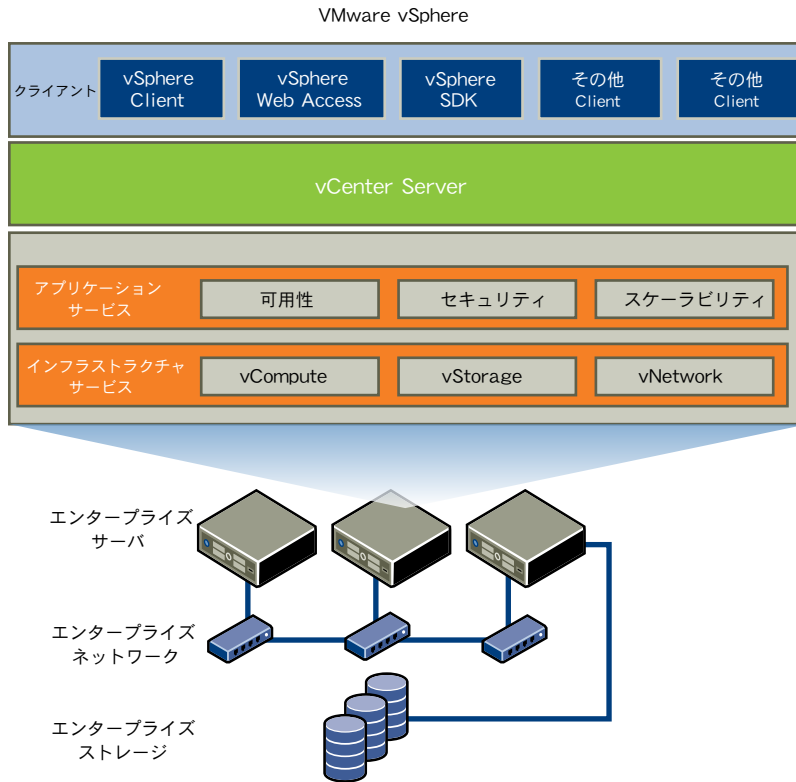 VMware vSphere
クライアント
vSphere
Client
vSphere
Web Access
vSphere
SDK
その他
Client
その他
Client
vCenter Server
アプリケーション
サービス
可用性
セキュリティ
スケーラビリティ
インフラストラクチャ
サービス
vCompute
vStorage
vNetwork
エンタープライズ
サーバ
エンタープライズ
ネットワーク
エンタープライズ
ストレージ